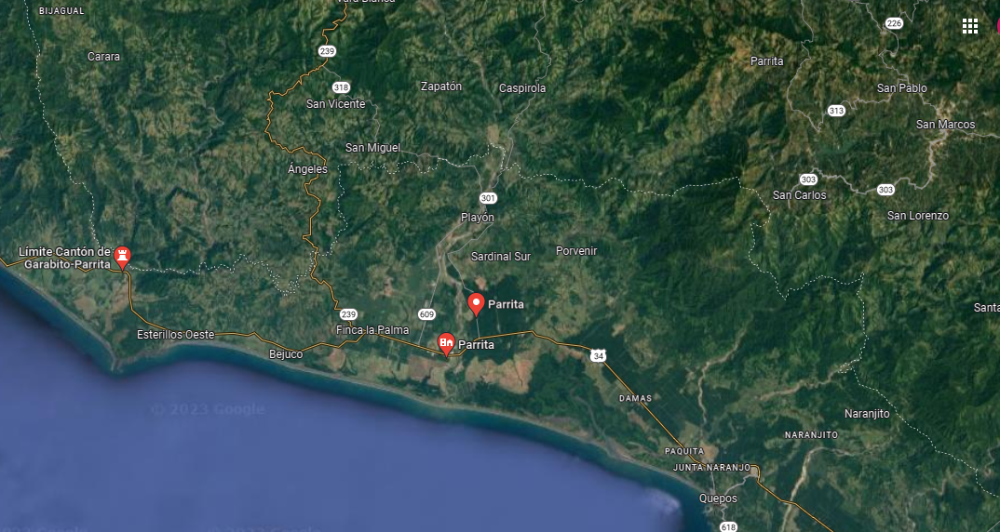 Vara Blanca
BIJAGUAL
226
239
Carara
Parrita
318
Zapatón
Caspirola
San Pablo
San Vicente
313
San Marcos
San Miguel
Ángeles
303
303
San Carlos
301
San Lorenzo
Playón
Límite Cantón de
Garabito-Parrita
Sardinal Sur
Porvenir
Parrita
Santa
239
609
Finca la Palma
Esterillos Oeste
Parrita
Bejuco
34
DAMAS
© 2023 Google
Naranjito
NARANJITO
PAQUITA
JUNTA NARANJO
Quepos
618